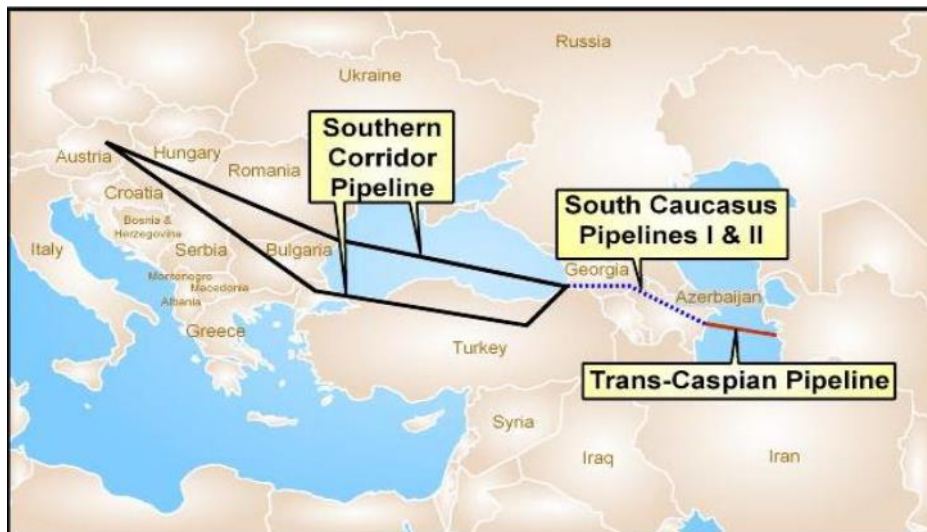 Russia
Ukraine
Southern
Corridor
Pipeline
Austria
Hungary
Romania
Croatia
Bosnia &
Herzegovina
Italy
Serbia
Bulgaria
South Caucasus
Pipelines I & II
Georgia
Montenegro
Macedonia
Albania
Azerbaijan
Greece
Turkey
Trans-Caspian Pipeline
Syria
Iraq
Iran